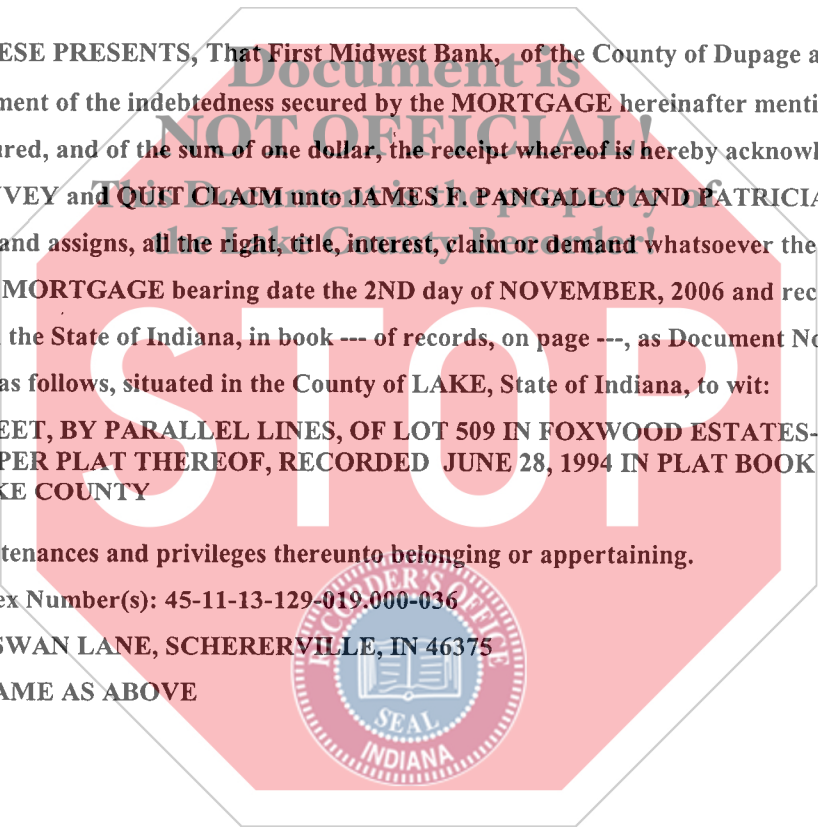 ESE PRESENTS, That First Midwest Bank, of the County of Dupage a
Document is
ment of the indebtedness secured by the MORTGAGE hereinafter menti
NOT OFFICIAL!
ured, and of the sum of one dollar, the receipt whereof is hereby acknowl
This Document is the property of
VEY and QUIT CLAIM unto JAMES F. PANGALLO AND PATRICIA
the Lake County Recorder!
and assigns, all the right, title, interest, claim or demand whatsoever the
MORTGAGE bearing date the 2ND day of NOVEMBER, 2006 and rec
the State of Indiana, in book --- of records, on page ---, as Document No
STOP
as follows, situated in the County of LAKE, State of Indiana, to wit:
EET, BY PARALLEL LINES, OF LOT 509 IN FOXWOOD ESTATES-
PER PLAT THEREOF, RECORDED JUNE 28, 1994 IN PLAT BOOK
KE COUNTY
tenances and privileges thereunto belonging or appertaining.
ex Number(s): 45-11-13-129-019.000-036
SWAN LANE, SCHERERVILLE, IN 46375
AME AS ABOVE
RECORDER'S OFFICE
SEAL
INDIANA